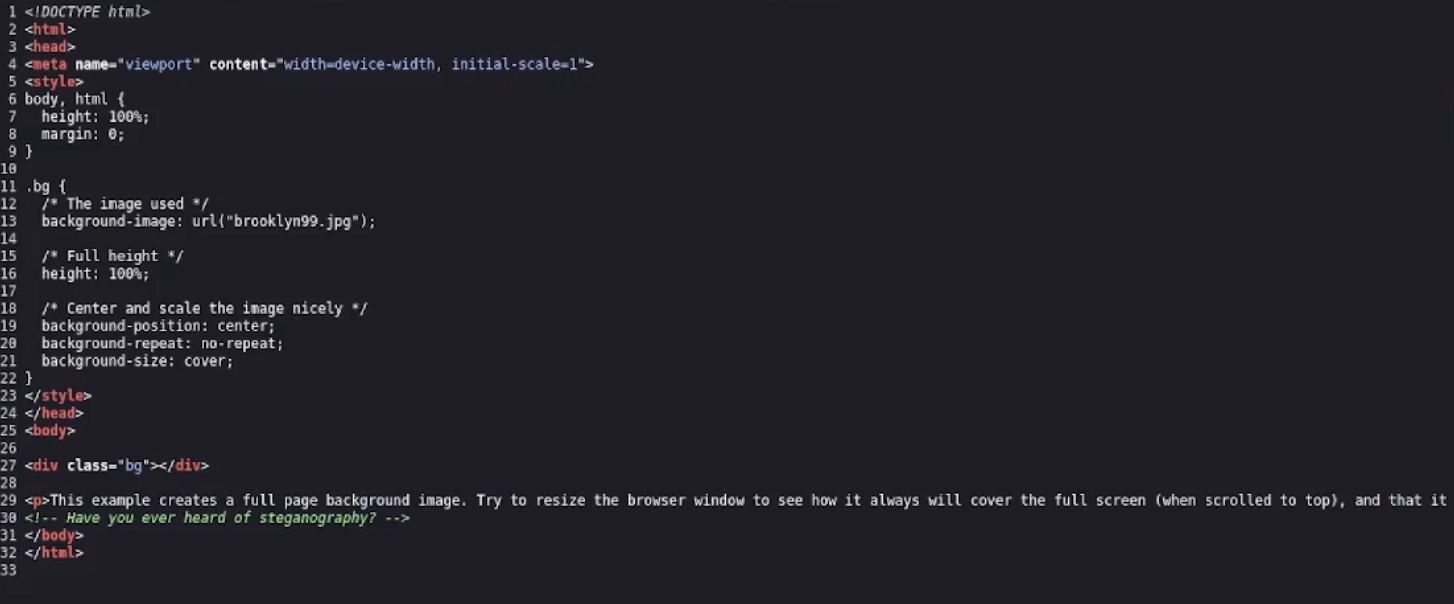 1 <!DOCTYPE html>
2 <html>
3 <head>
4 <meta name="viewport" content="width=device-width, initial-scale=1">
5 <style>
6 body, html {
7   height: 100%;
8   margin: 0;
9 }
10
11 .bg {
12   /* The image used */
13   background-image: url("brooklyn99.jpg");
14
15   /* Full height */
16   height: 100%;
17
18   /* Center and scale the image nicely */
19   background-position: center;
20   background-repeat: no-repeat;
21   background-size: cover;
22 }
23 </style>
24 </head>
25 <body>
26
27 <div class="bg"></div>
28
29 <p>This example creates a full page background image. Try to resize the browser window to see how it always will cover the full screen (when scrolled to top), and that it
30 <!-- Have you ever heard of steganography? -->
31 </body>
32 </html>
33